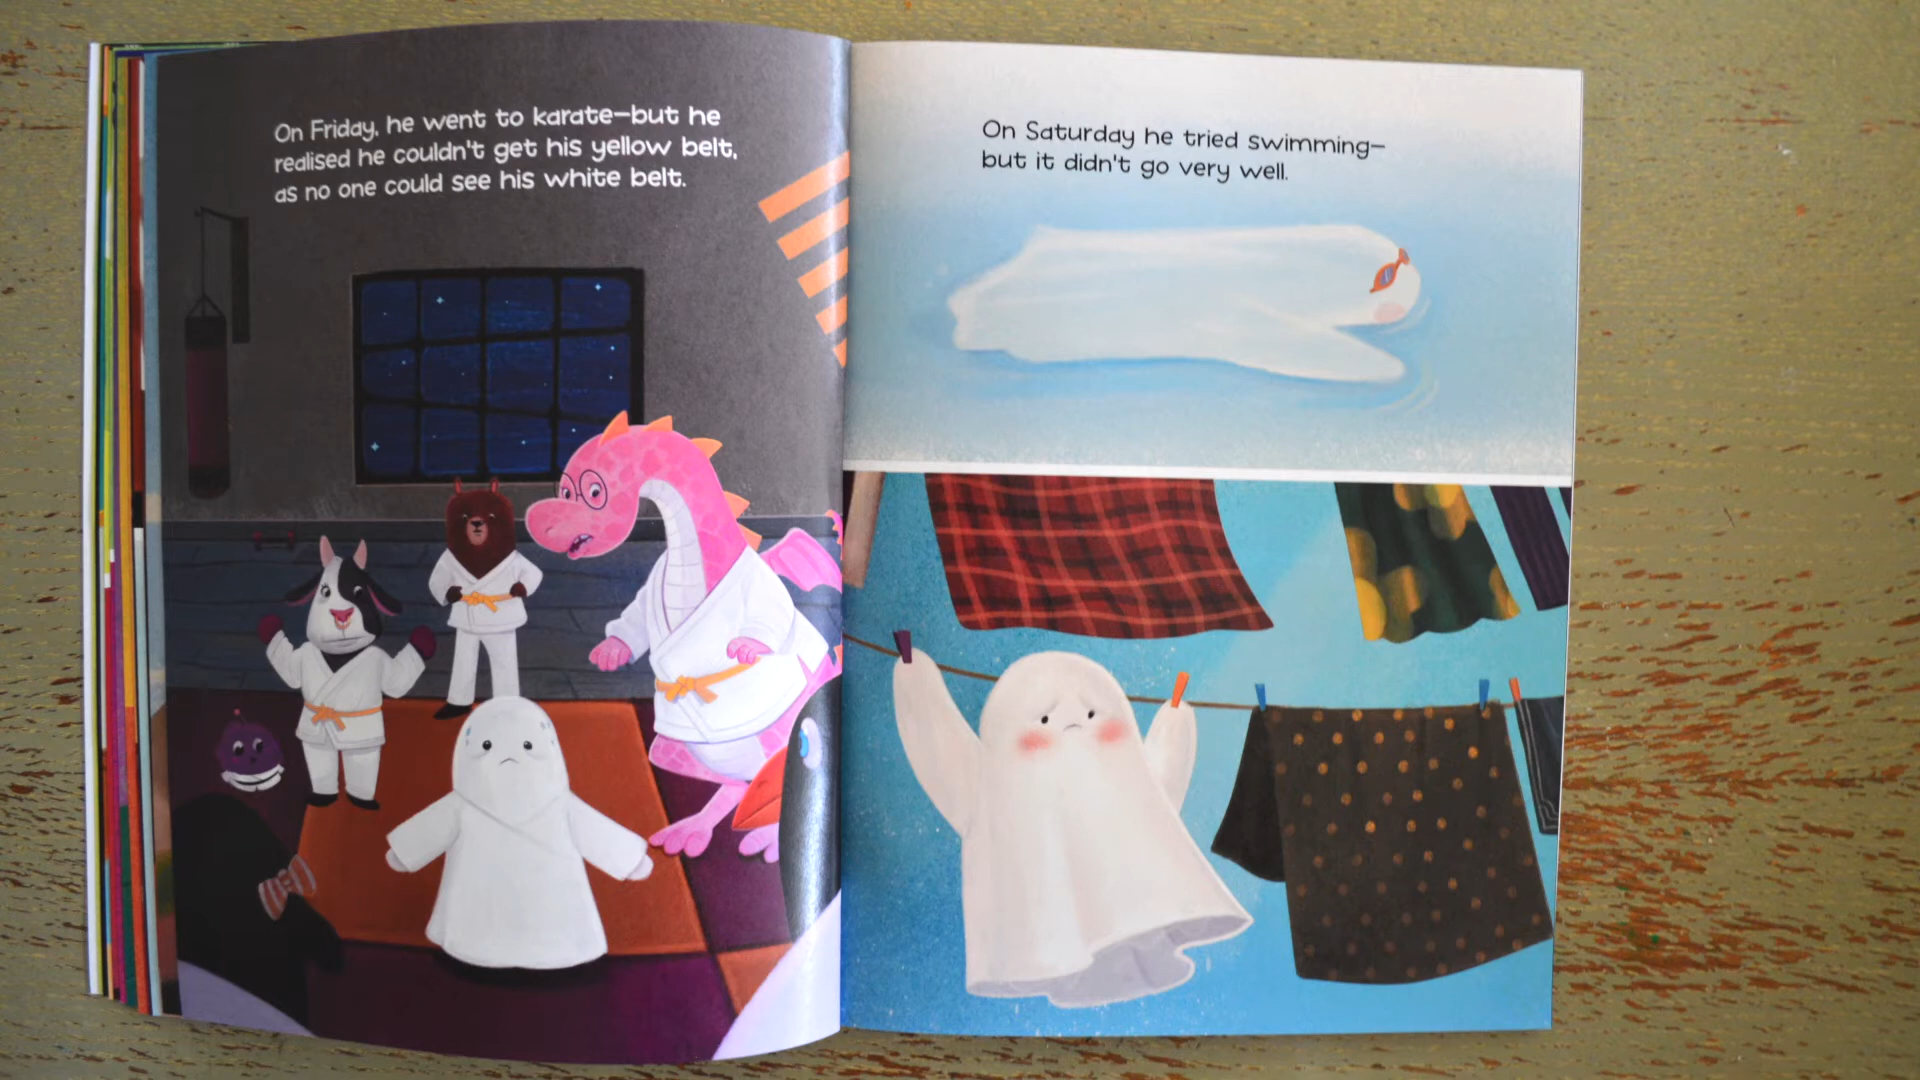 On Friday, he went to karate—but he
realised he couldn't get his yellow belt,
as no one could see his white belt.
On Saturday he tried swimming—
but it didn't go very well.